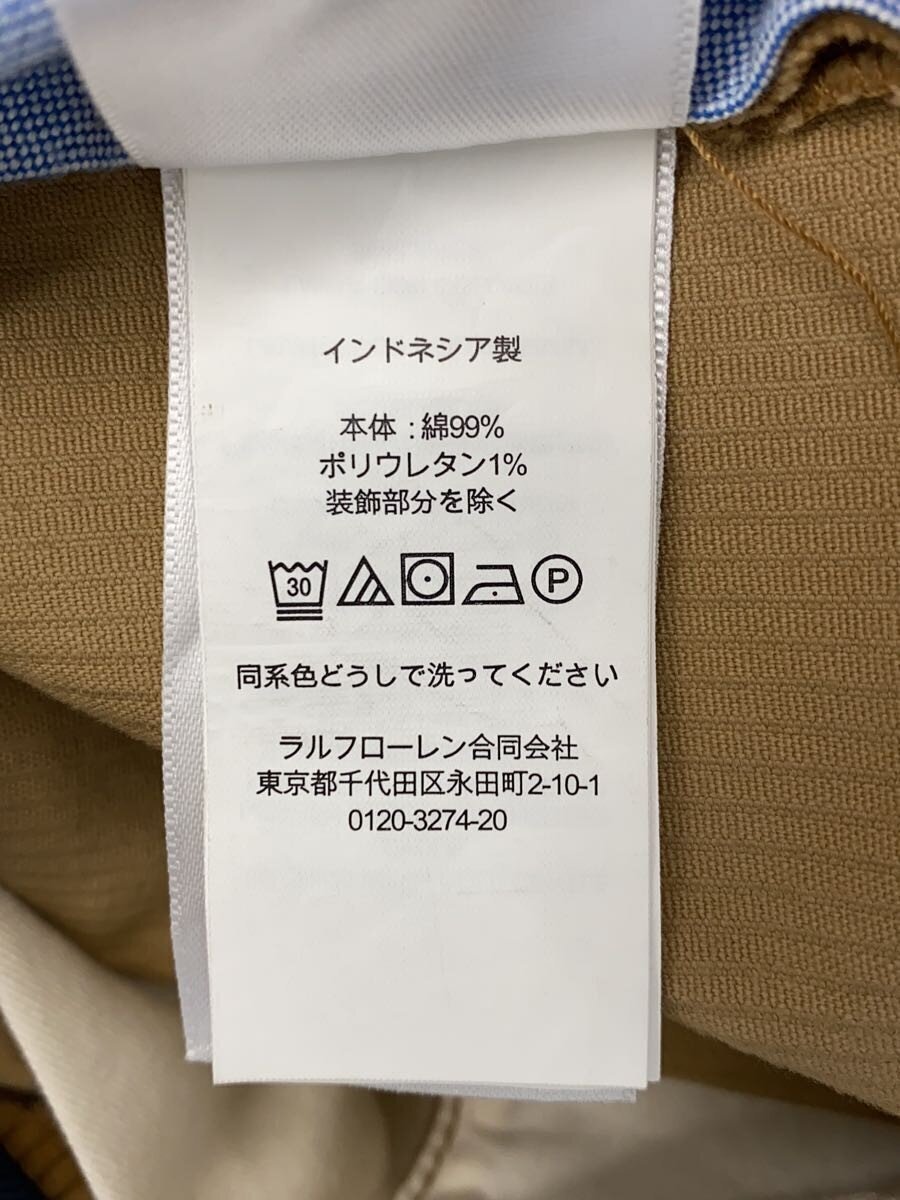 インドネシア製
本体 : 綿99%
ポリウレタン1%
装飾部分を除く
30 P
同系色どうしで洗ってください
ラルフローレン合同会社
東京都千代田区永田町2-10-1
0120-3274-20